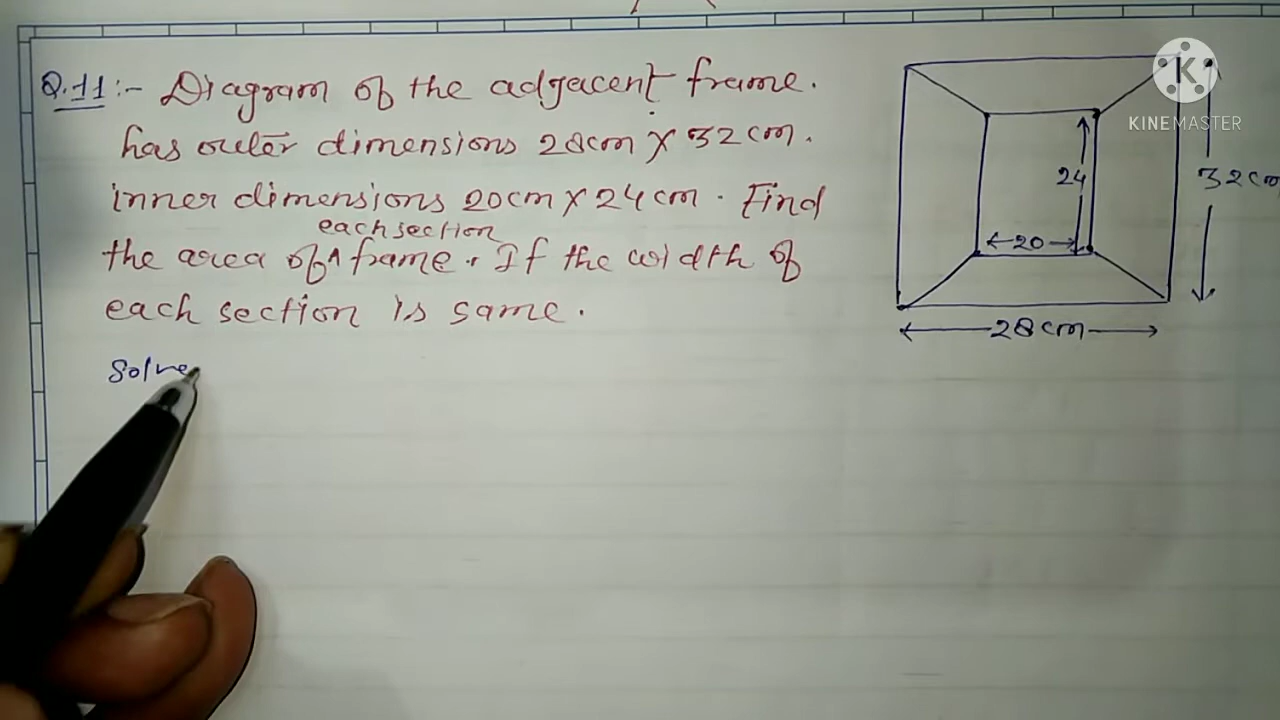 Q.11:- Diagram of the adjacent frame.
has outer dimensions 28cm X 32cm.
inner dimensions 20cm X 24cm. Find
each section
the area of ^ frame. If the width of
each section is same.
Solve
K
KINEMASTER
24
32cm
20
28cm